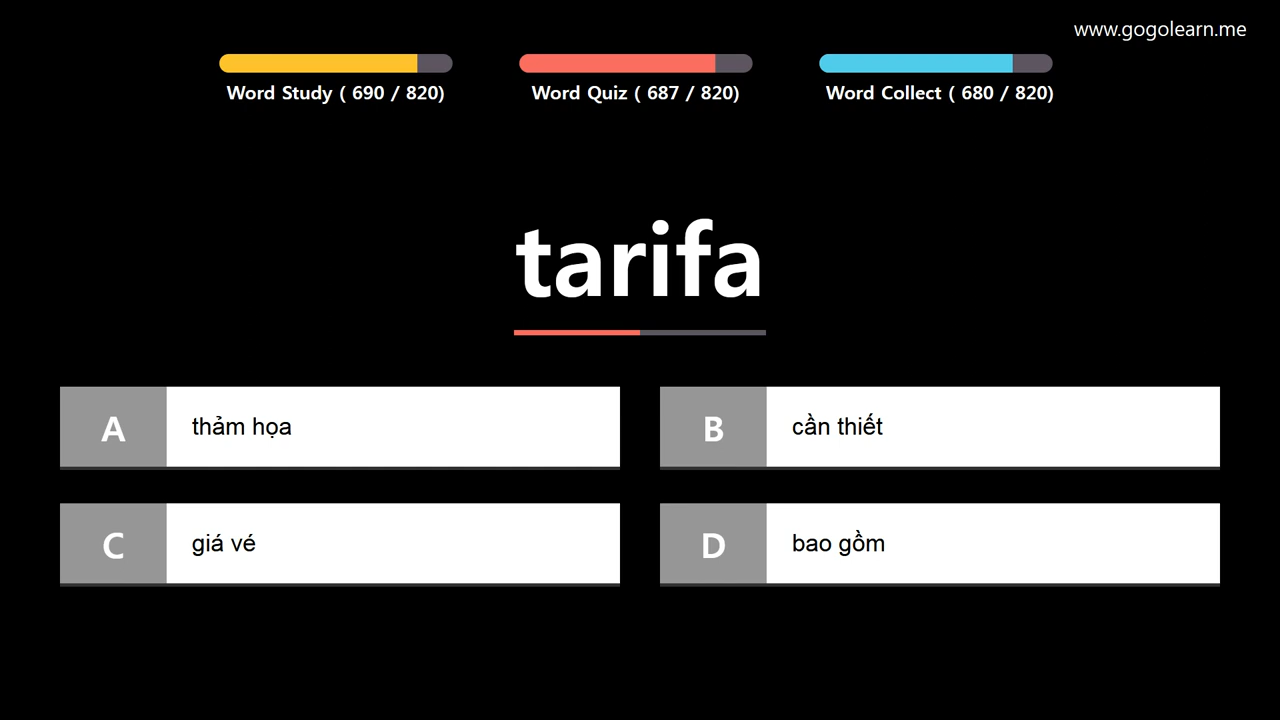 www.gogolearn.me
Word Study ( 690 / 820)
Word Quiz ( 687 / 820)
Word Collect ( 680 / 820)
tarifa
A thảm họa
B cần thiết
C giá vé
D bao gồm